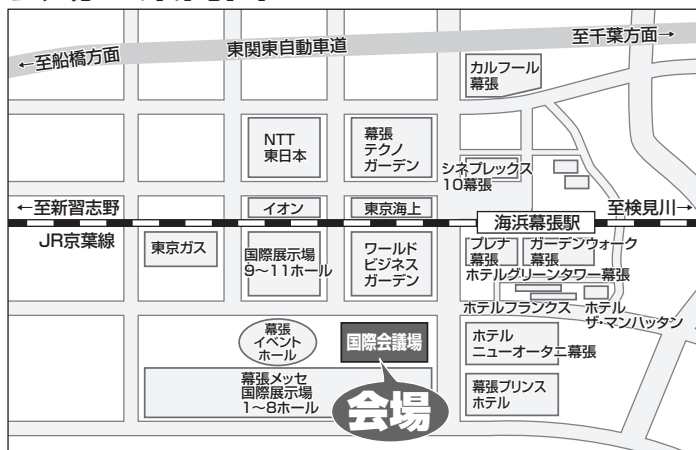 ←至船橋方面
東関東自動車道
至千葉方面→
カルフール
幕張
NTT
東日本
幕張
テクノ
ガーデン
シネプレックス
10幕張
←至新習志野
イオン
東京海上
海浜幕張駅
至検見川→
JR京葉線
東京ガス
国際展示場
9〜11ホール
ワールド
ビジネス
ガーデン
プレナ
幕張
ガーデンウォーク
幕張
ホテルグリーンタワー幕張
ホテルフランクス
ホテル
ザ・マンハッタン
幕張
イベント
ホール
国際会議場
ホテル
ニューオータニ幕張
幕張メッセ
国際展示場
1〜8ホール
会場
幕張プリンス
ホテル